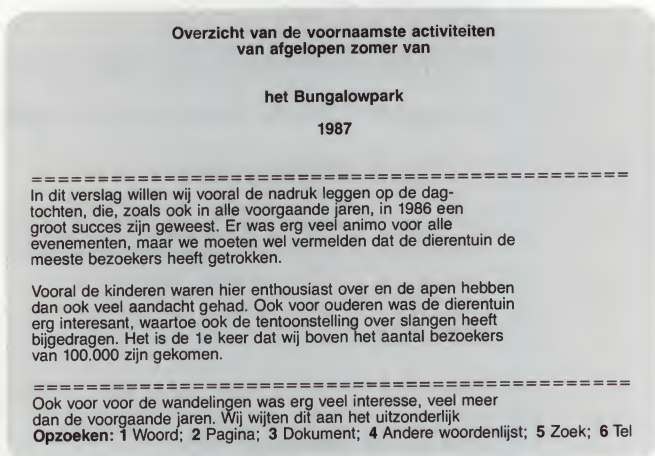 Overzicht van de voornaamste activiteiten
van afgelopen zomer van
het Bungalowpark
1987
================================================
In dit verslag willen wij vooral de nadruk leggen op de dag-
tochten, die, zoals ook in alle voorgaande jaren, in 1986 een
groot succes zijn geweest. Er was erg veel animo voor alle
evenementen, maar we moeten wel vermelden dat de dierentuin de
meeste bezoekers heeft getrokken.
Vooral de kinderen waren hier enthousiast over en de apen hebben
dan ook veel aandacht gehad. Ook voor ouderen was de dierentuin
erg interesant, waartoe ook de tentoonstelling over slangen heeft
bijgedragen. Het is de 1e keer dat wij boven het aantal bezoekers
van 100.000 zijn gekomen.
================================================
Ook voor voor de wandelingen was erg veel interesse, veel meer
dan de voorgaande jaren. Wij wijten dit aan het uitzonderlijk
Opzoeken: 1 Woord; 2 Pagina; 3 Dokument; 4 Andere woordenlijst; 5 Zoek; 6 Tel